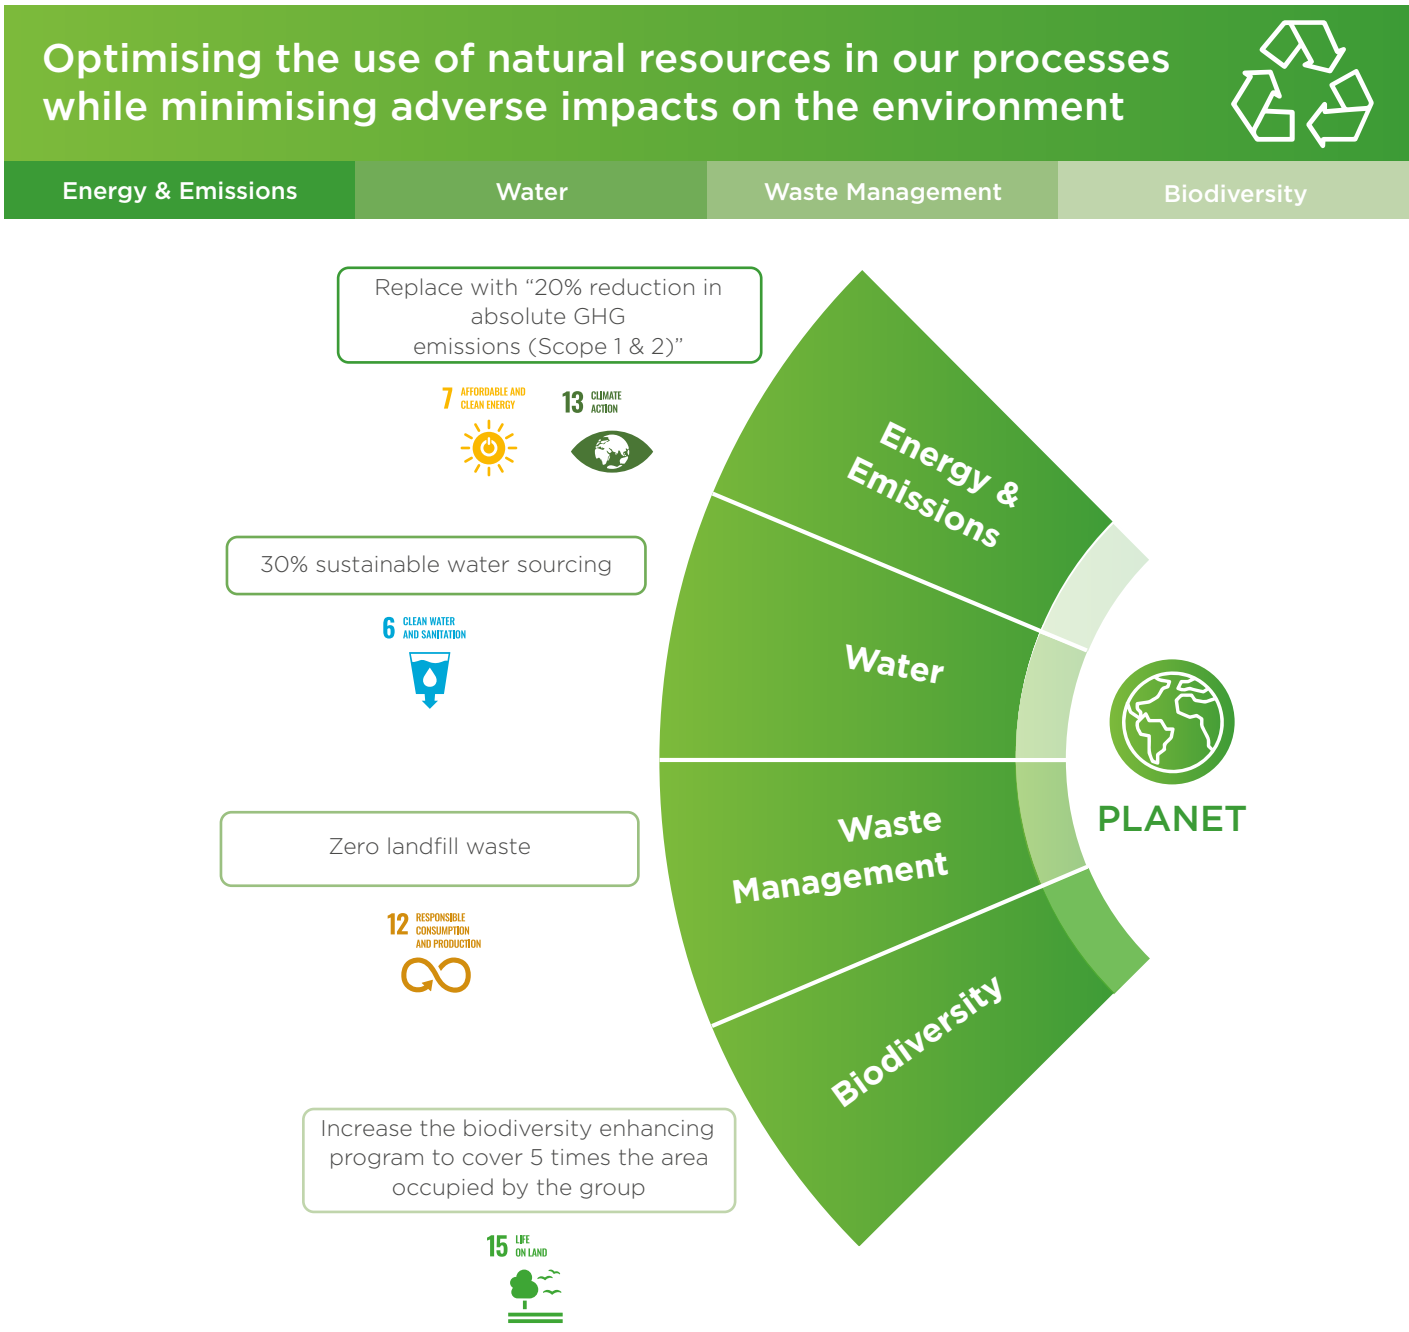 Optimising the use of natural resources in our processes
while minimising adverse impacts on the environment
Energy & Emissions
Water
Waste Management
Biodiversity
Replace with “20% reduction in
absolute GHG
emissions (Scope 1 & 2)”
7 AFFORDABLE AND
CLEAN ENERGY
13 CLIMATE
ACTION
Energy &
Emissions
30% sustainable water sourcing
6 CLEAN WATER
AND SANITATION
Water
PLANET
Zero landfill waste
12 RESPONSIBLE
CONSUMPTION
AND PRODUCTION
Waste
Management
Biodiversity
Increase the biodiversity enhancing
program to cover 5 times the area
occupied by the group
15 LIFE
ON LAND